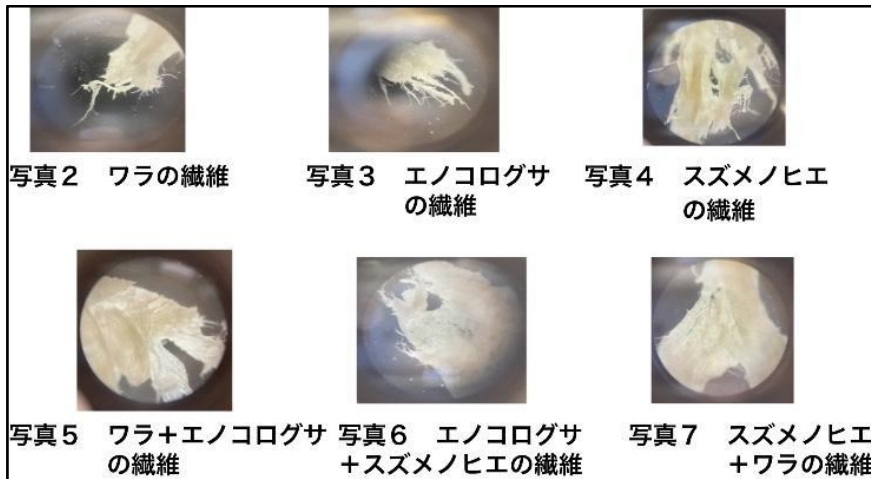 写真2　ワラの繊維
写真3　エノコログサ
の繊維
写真4　スズメノヒエ
の繊維
写真5　ワラ＋エノコログサ
の繊維
写真6　エノコログサ
＋スズメノヒエの繊維
写真7　スズメノヒエ
＋ワラの繊維